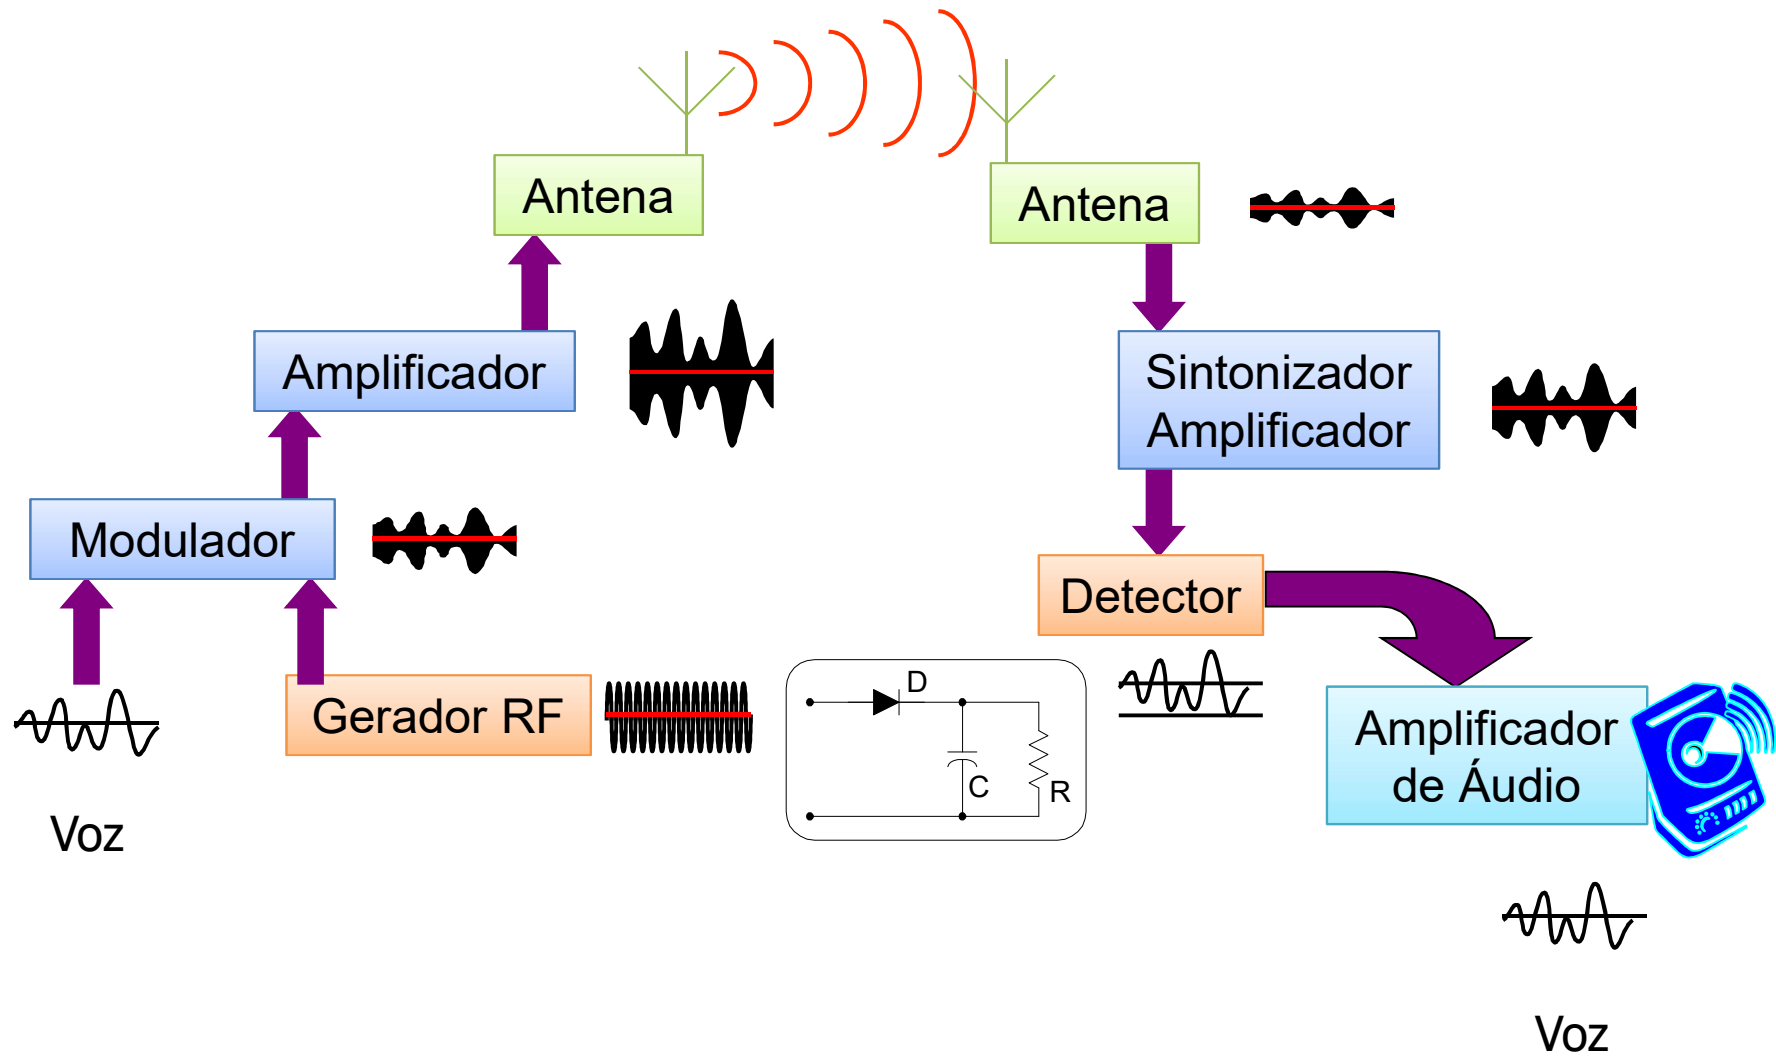 Antena
Antena
Amplificador
Sintonizador
Amplificador
Modulador
Detector
Gerador RF
D
C
R
Amplificador
de Áudio
Voz
Voz